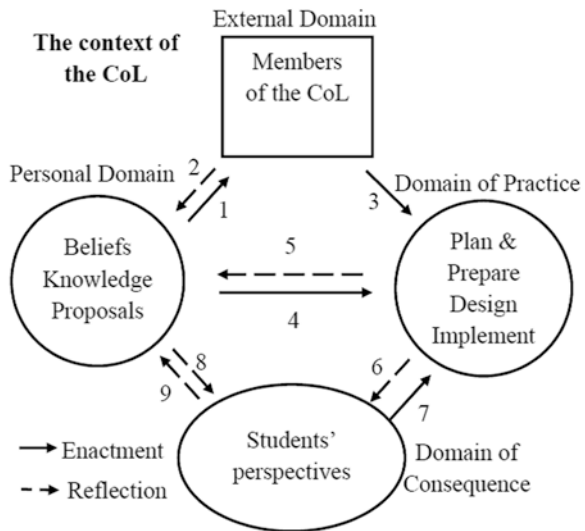 External Domain
The context of
the CoL
Members
of the CoL
Personal Domain
2
1
3
Domain of Practice
Beliefs
Knowledge
Proposals
5
4
Plan &
Prepare
Design
Implement
8
9
6
7
Students'
perspectives
Domain of
Consequence
Enactment
Reflection